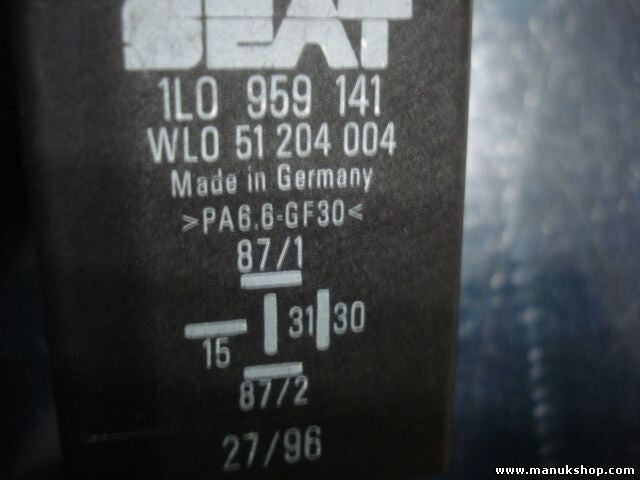 SEAT
1L0 959 141
WL0 51 204 004
Made in Germany
>PA6.6-GF30<
87/1
15 31 30
87/2
27/96
www.manukshop.com